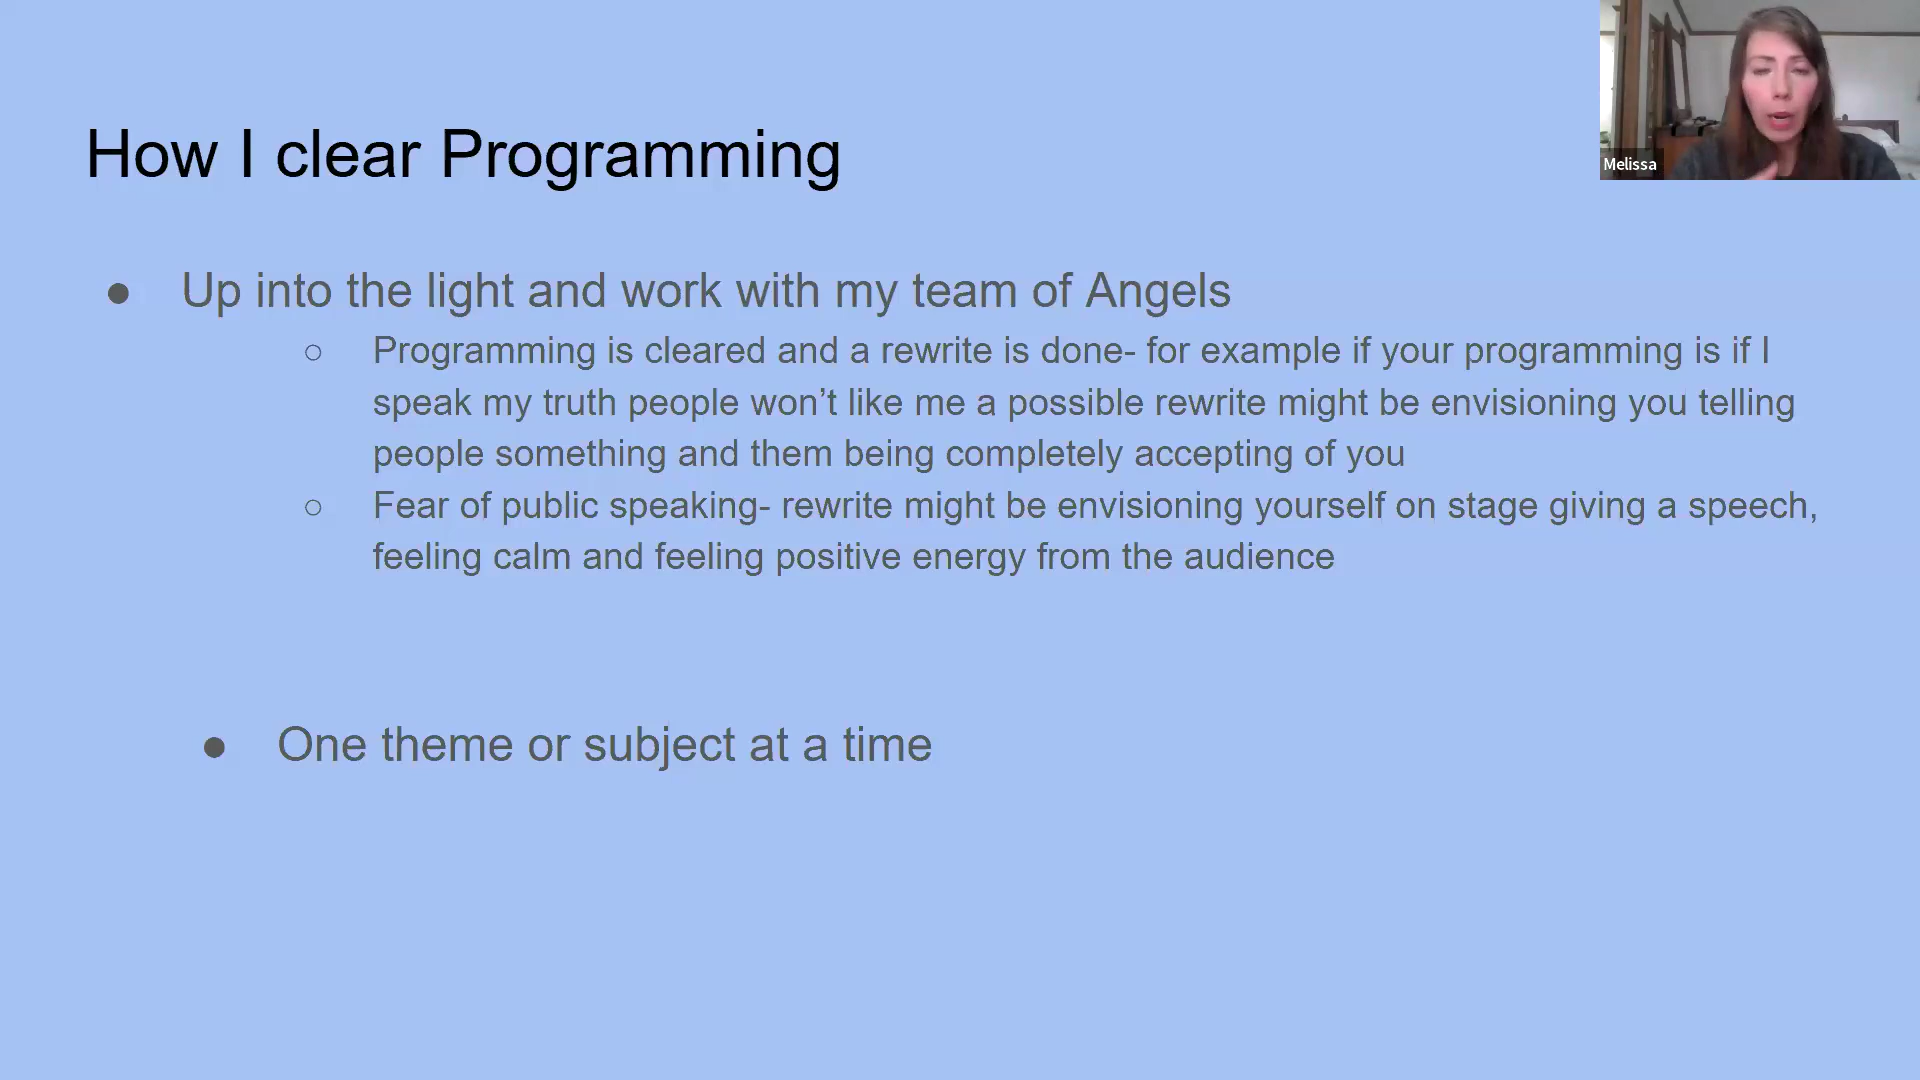 How I clear Programming
Melissa
● Up into the light and work with my team of Angels
○ Programming is cleared and a rewrite is done- for example if your programming is if I
speak my truth people won’t like me a possible rewrite might be envisioning you telling
people something and them being completely accepting of you
○ Fear of public speaking- rewrite might be envisioning yourself on stage giving a speech,
feeling calm and feeling positive energy from the audience
● One theme or subject at a time